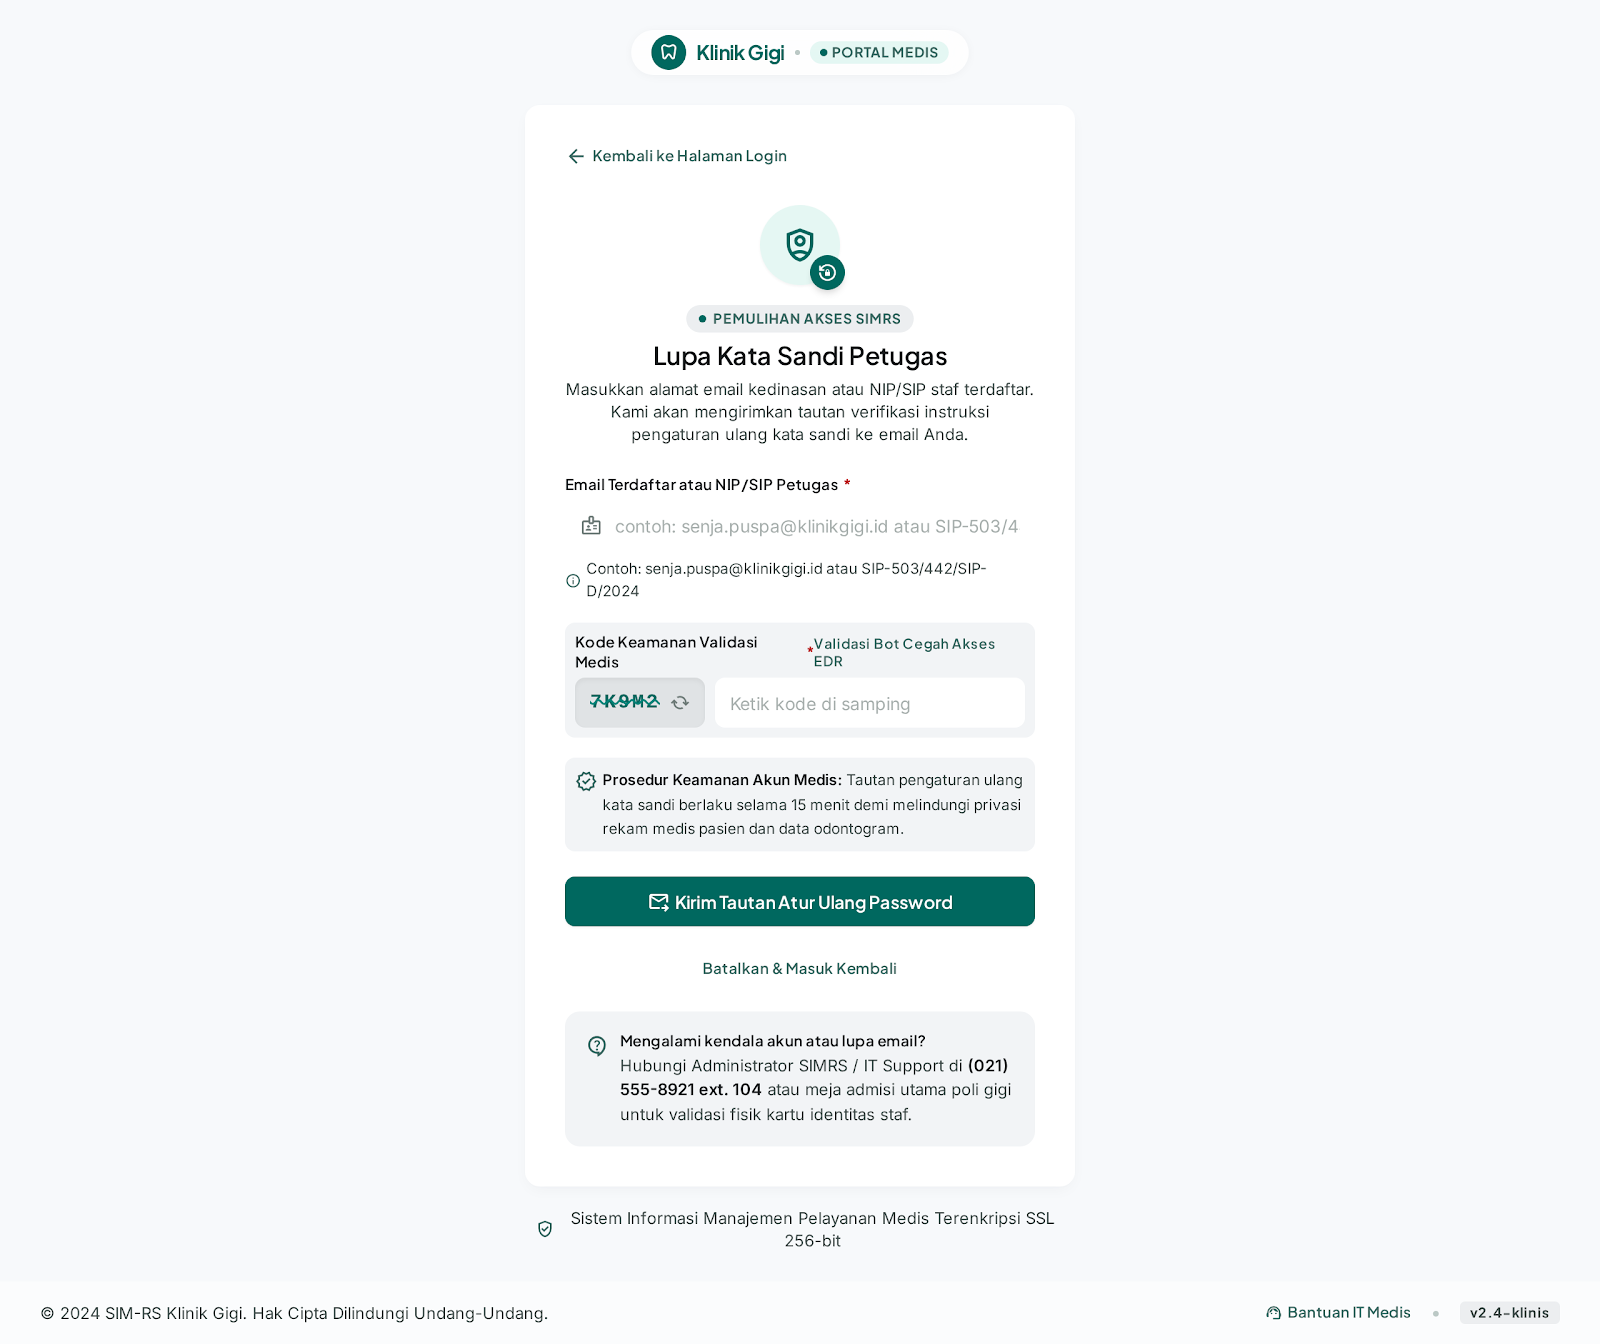 Klinik Gigi
PORTAL MEDIS
Kembali ke Halaman Login
PEMULIHAN AKSES SIMRS
Lupa Kata Sandi Petugas
Masukkan alamat email kedinasan atau NIP/SIP staf terdaftar.
Kami akan mengirimkan tautan verifikasi instruksi
pengaturan ulang kata sandi ke email Anda.
Email Terdaftar atau NIP/SIP Petugas *
contoh: senja.puspa@klinikgigi.id atau SIP-503/4
Contoh: senja.puspa@klinikgigi.id atau SIP-503/442/SIP-
D/2024
Kode Keamanan Validasi
Medis
*
Validasi Bot Cegah Akses
EDR
7K9M2
Ketik kode di samping
Prosedur Keamanan Akun Medis: Tautan pengaturan ulang
kata sandi berlaku selama 15 menit demi melindungi privasi
rekam medis pasien dan data odontogram.
Kirim Tautan Atur Ulang Password
Batalkan & Masuk Kembali
Mengalami kendala akun atau lupa email?
Hubungi Administrator SIMRS / IT Support di (021)
555-8921 ext. 104 atau meja admisi utama poli gigi
untuk validasi fisik kartu identitas staf.
Sistem Informasi Manajemen Pelayanan Medis Terenkripsi SSL
256-bit
© 2024 SIM-RS Klinik Gigi. Hak Cipta Dilindungi Undang-Undang.
Bantuan IT Medis
v2.4-klinis